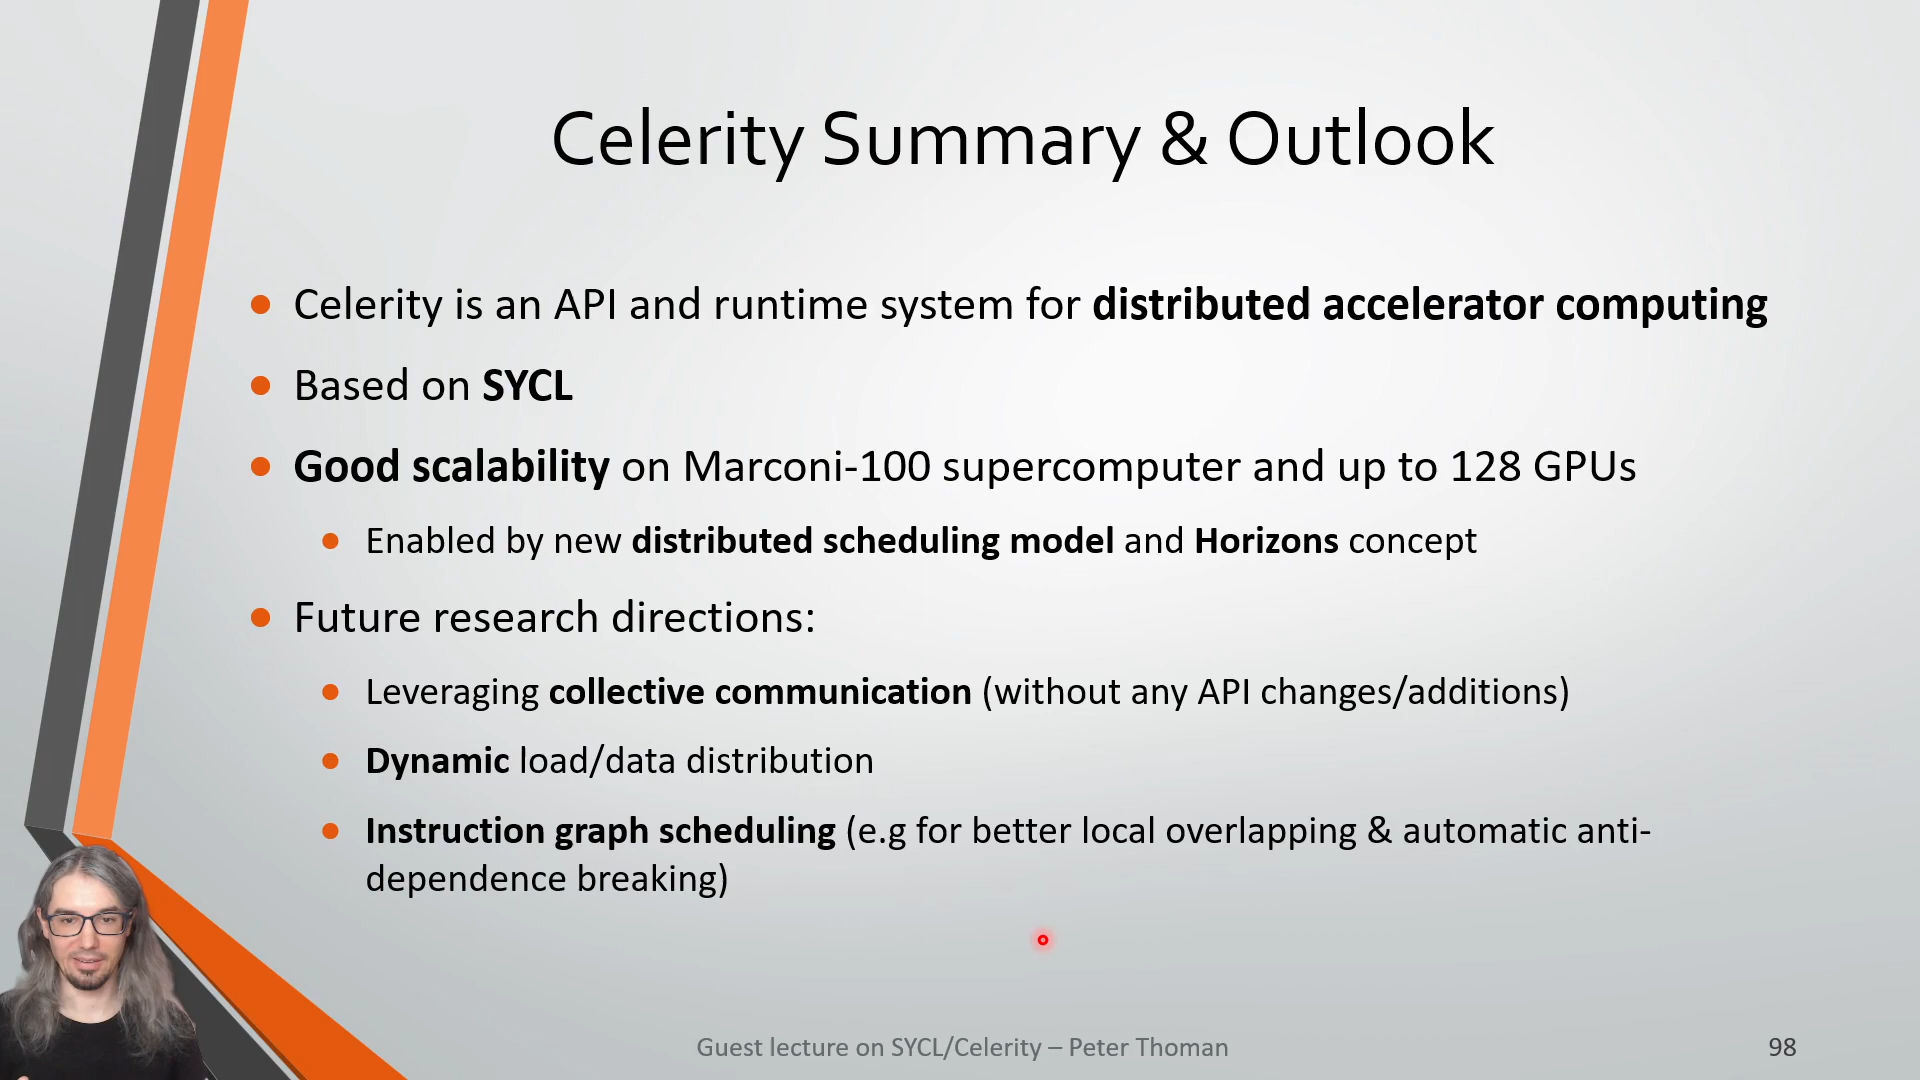 Celerity Summary & Outlook
Celerity is an API and runtime system for distributed accelerator computing
Based on SYCL
Good scalability on Marconi-100 supercomputer and up to 128 GPUs
Enabled by new distributed scheduling model and Horizons concept
Future research directions:
Leveraging collective communication (without any API changes/additions)
Dynamic load/data distribution
Instruction graph scheduling (e.g for better local overlapping & automatic anti-
dependence breaking)
Guest lecture on SYCL/Celerity – Peter Thoman
98